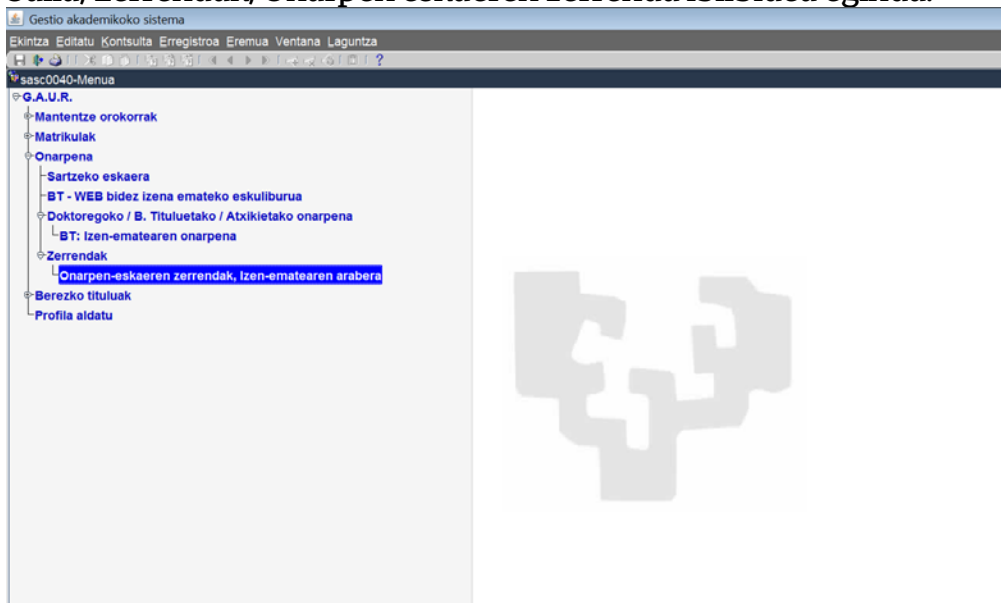 Gestio akademikoko sistema
Ekintza Editatu Kontsulta Erregistroa Eremua Ventana Laguntza
?
sasc0040-Menua
G.A.U.R.
Mantentze orokorrak
Matrikulak
Onarpena
Sartzeko eskaera
BT - WEB bidez izena emateko eskuliburua
Doktoregoko / B. Tituluetako / Atxikietako onarpena
BT: Izen-ematearen onarpena
Zerrendak
Onarpen-eskaeren zerrendak, Izen-ematearen arabera
Berezko tituluak
Profila aldatu